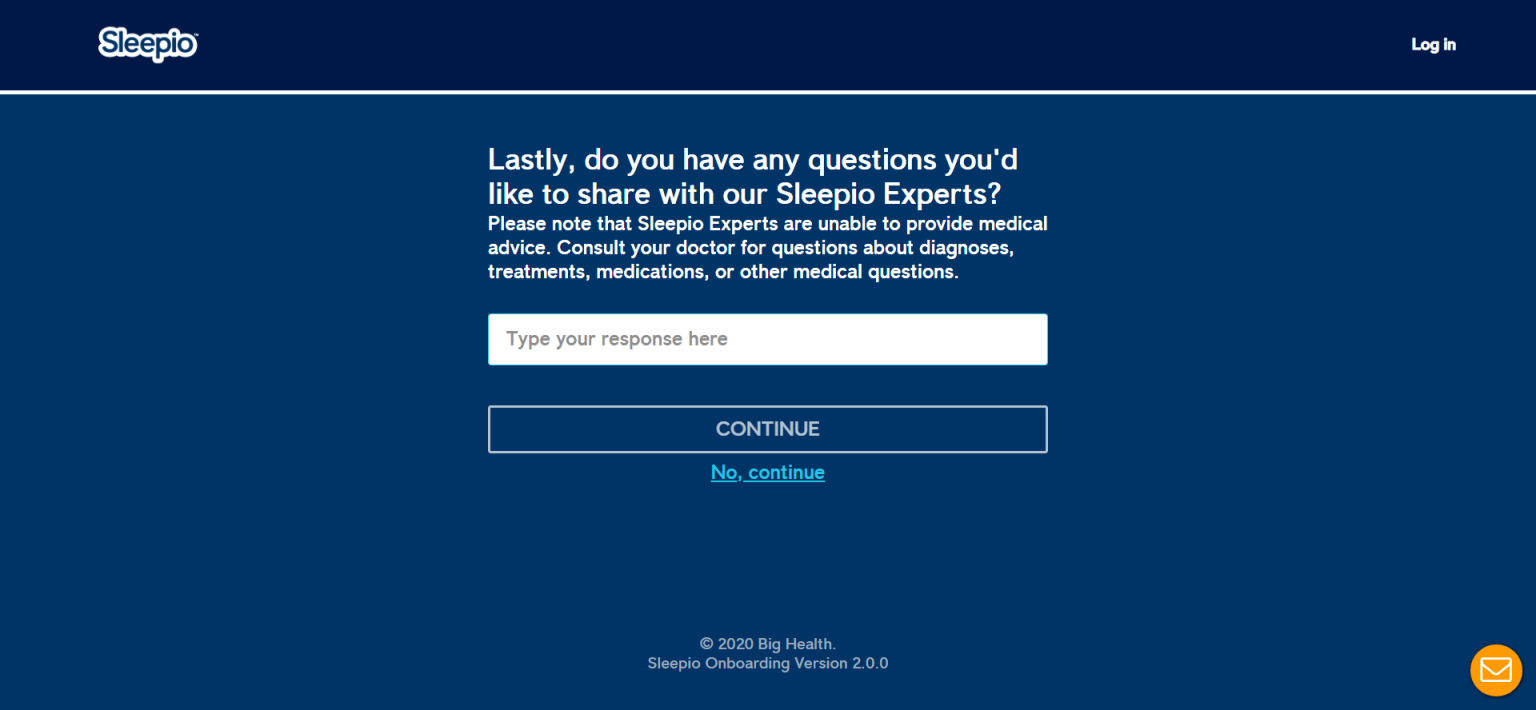 Sleepio™
Log in
Lastly, do you have any questions you'd
like to share with our Sleepio Experts?
Please note that Sleepio Experts are unable to provide medical
advice. Consult your doctor for questions about diagnoses,
treatments, medications, or other medical questions.
Type your response here
CONTINUE
No, continue
© 2020 Big Health.
Sleepio Onboarding Version 2.0.0